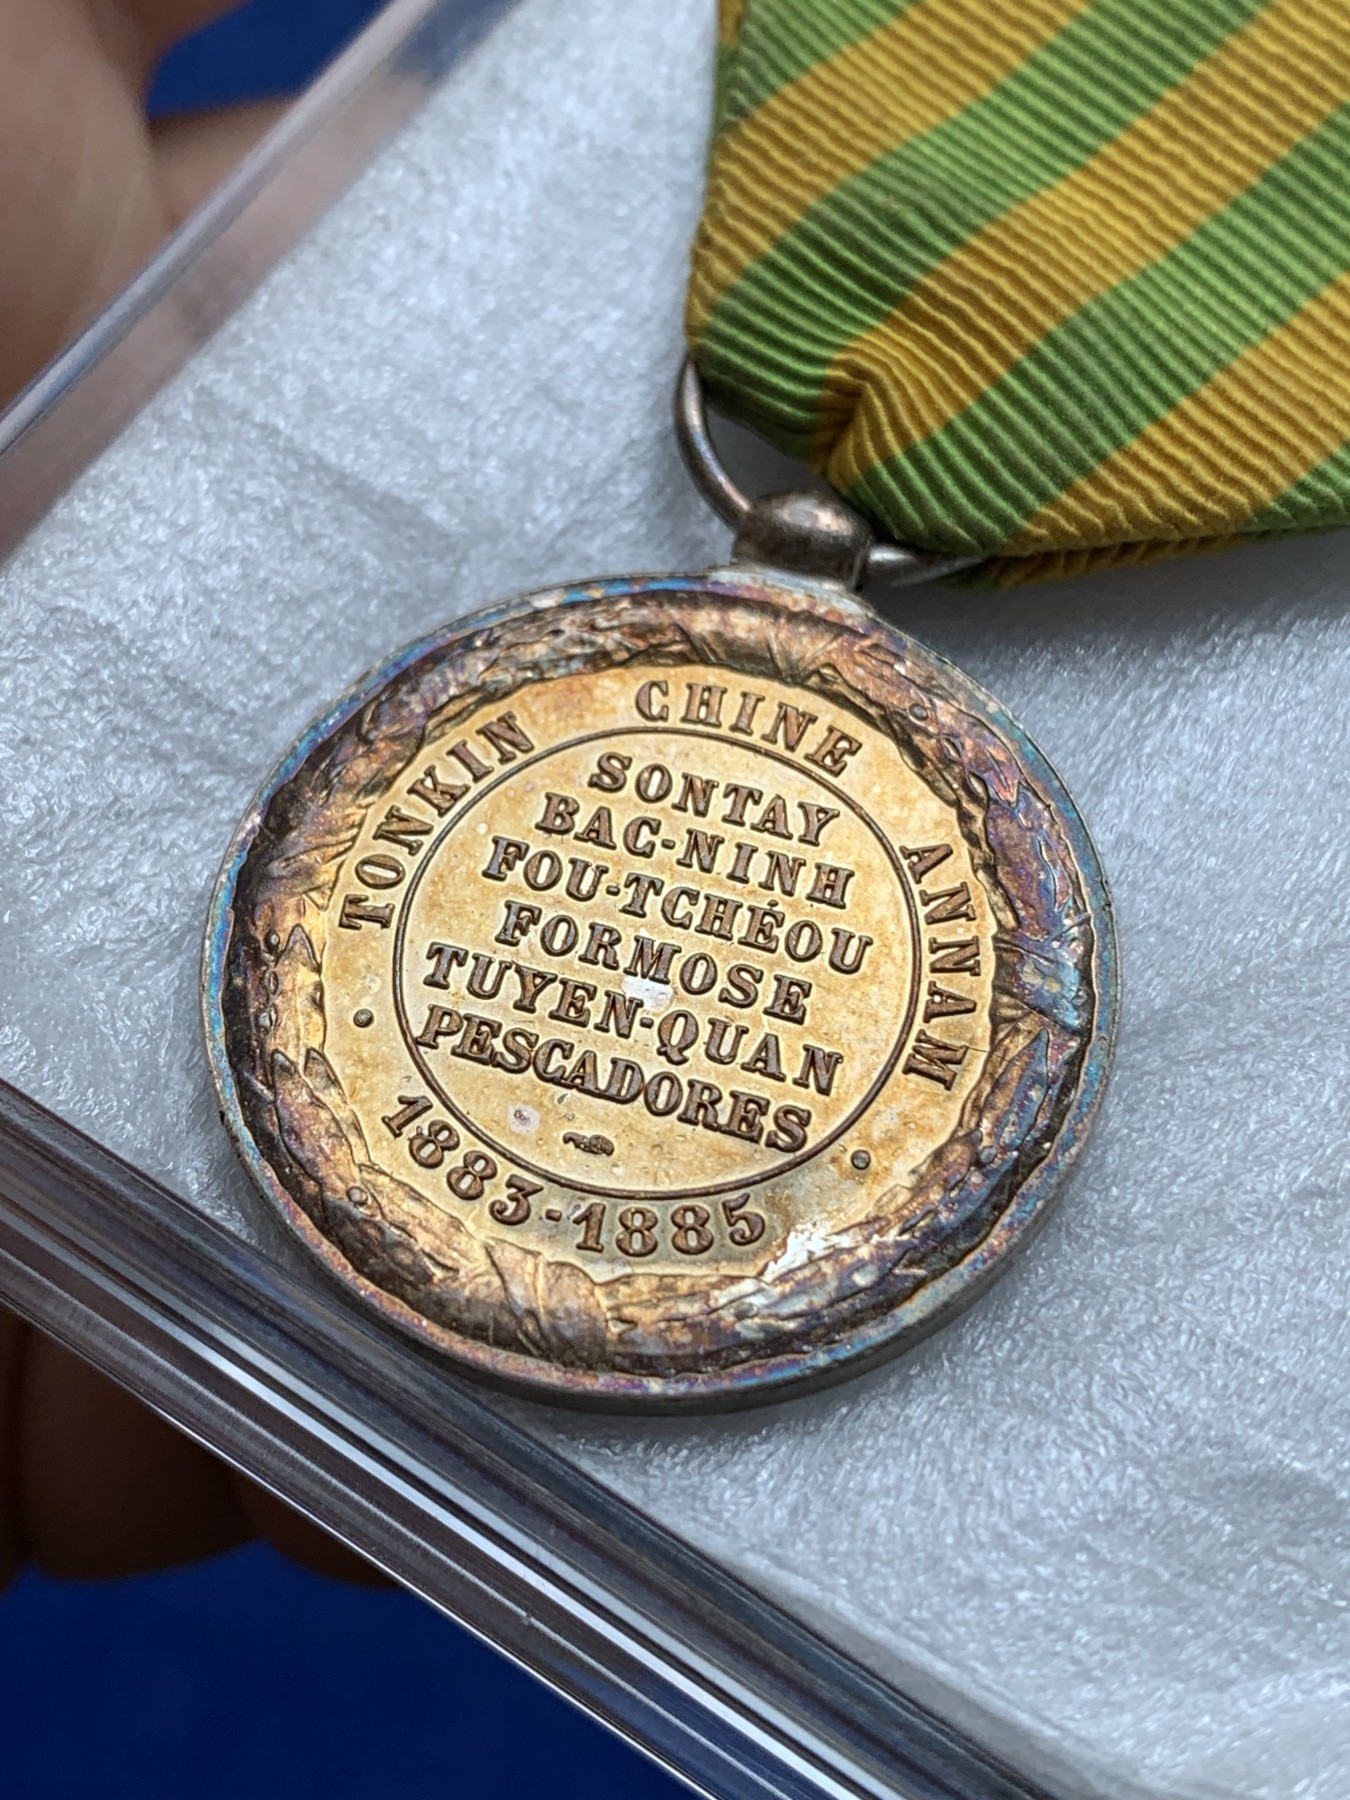 TONKIN CHINE ANNAM
SONTAY
BAC-NINH
FOU-TCHÉOU
FORMOSE
TUYEN-QUAN
PESCADORES
1883-1885